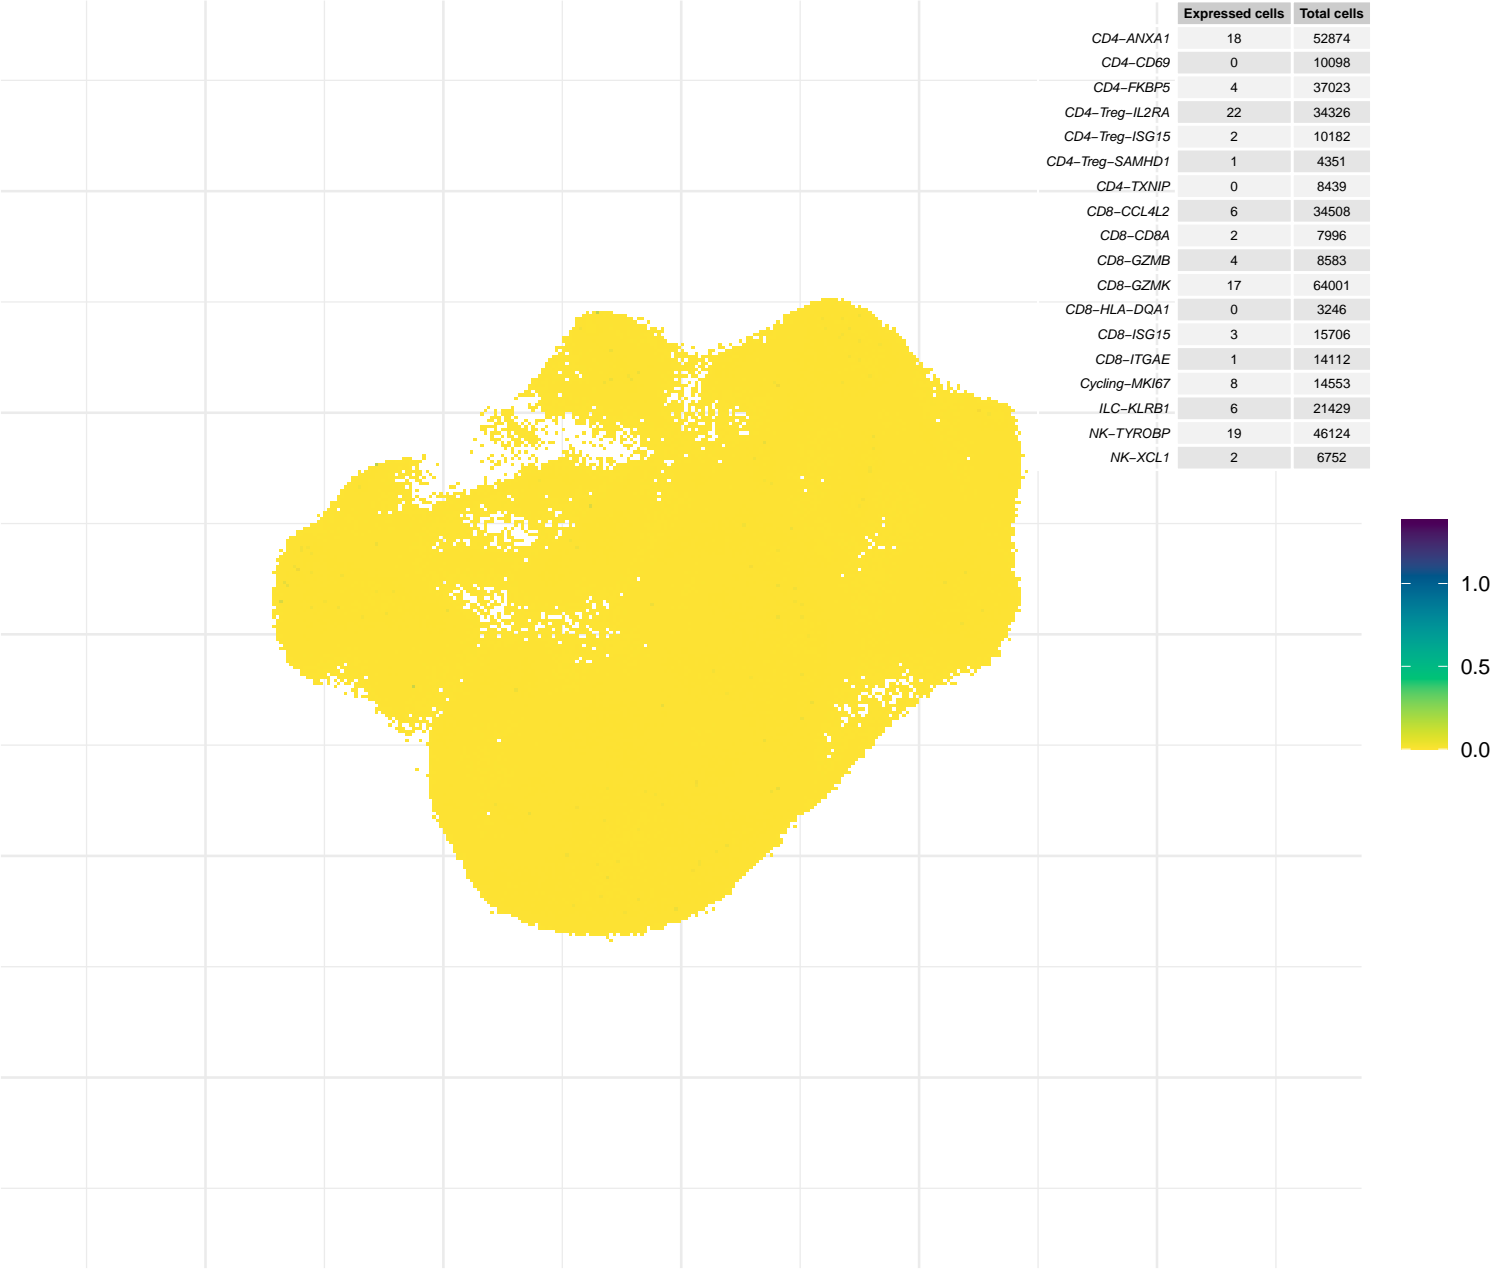 Expressed cells Total cells
CD4−ANXA1 18 52874
CD4−CD69 0 10098
CD4−FKBP5 4 37023
CD4−Treg−IL2RA 22 34326
CD4−Treg−ISG15 2 10182
CD4−Treg−SAMHD1 1 4351
CD4−TXNIP 0 8439
CD8−CCL4L2 6 34508
CD8−CD8A 2 7996
CD8−GZMB 4 8583
CD8−GZMK 17 64001
CD8−HLA−DQA1 0 3246
CD8−ISG15 3 15706
CD8−ITGAE 1 14112
Cycling−MKI67 8 14553
ILC−KLRB1 6 21429
NK−TYROBP 19 46124
NK−XCL1 2 6752
1.0
0.5
0.0